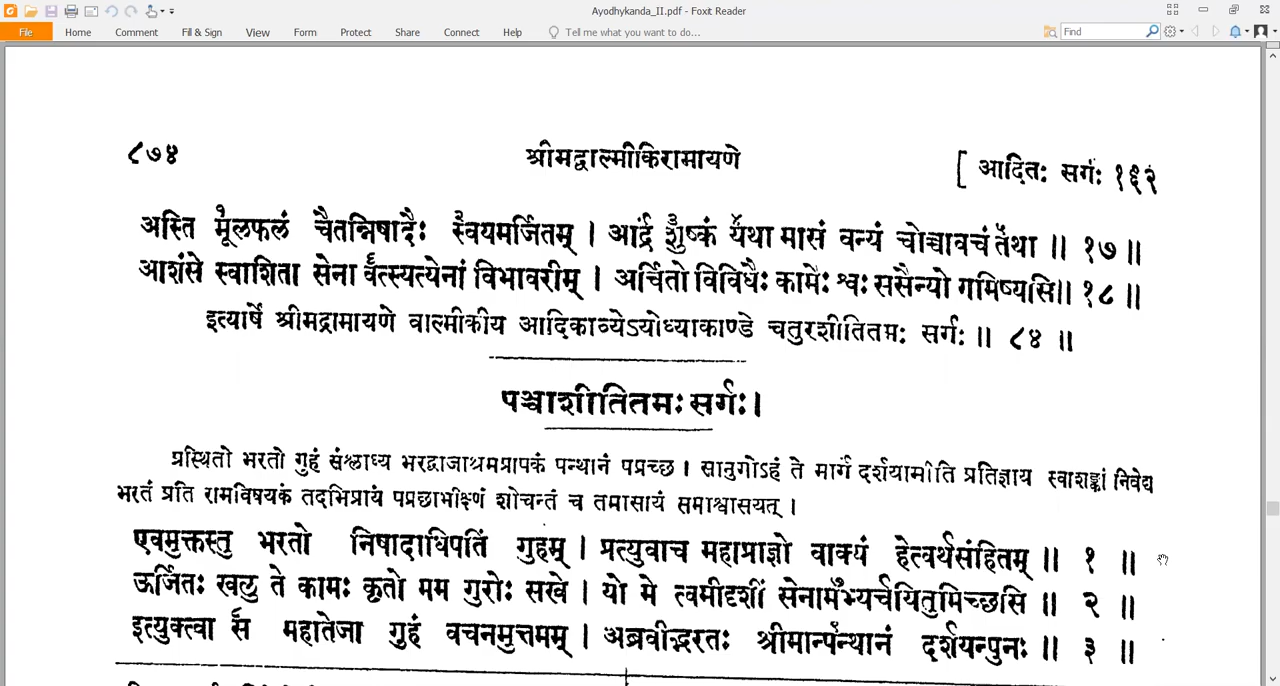 Ayodhykanda_II.pdf - Foxit Reader
File Home Comment Fill & Sign View Form Protect Share Connect Help Tell me what you want to do... Find
८७४ श्रीमद्वाल्मीकिरामायणे [ आदितः सर्गः १६२
अस्ति मूलफलं चैतन्निषादैः स्वयमर्जितम् । आर्द्रं शुष्कं यथा मासं वन्यं चोच्चावचं तथा ॥ १७ ॥
आशंसे स्वाशिता सेना वत्स्यत्येनां विभावरीम् । अर्चितो विविधैः कामैः श्वः ससैन्यो गमिष्यसि॥ १८ ॥
इत्यार्षे श्रीमद्रामायणे वाल्मीकीय आदिकाव्येऽयोध्याकाण्डे चतुरशीतितमः सर्गः ॥ ८४ ॥
पञ्चाशीतितमः सर्गः ।
प्रस्थितो भरतो गुहं संश्लाध्य भरद्वाजाश्रमप्रापकं पन्थानं पप्रच्छ । सानुगोऽहं ते मार्गं दर्शयामीति प्रतिज्ञाय स्वाशङ्कां निवेद्य
भरतं प्रति रामविषयकं तदभिप्रायं पप्रछाभीक्ष्णं शोचन्तं च तमासायं समाश्वासयत् ।
एवमुक्तस्तु भरतो निषादाधिपतिं गुहम् । प्रत्युवाच महाप्राज्ञो वाक्यं हेत्वर्थसंहितम् ॥ १ ॥
ऊर्जितः खलु ते कामः कृतो मम गुरोः सखे । यो मे त्वमीदृशीं सेनामभ्यर्चयितुमिच्छसि ॥ २ ॥
इत्युक्त्वा स महातेजा गुहं वचनमुत्तमम् । अब्रवीद्भरतः श्रीमान्पन्थानं दर्शयन्पुनः ॥ ३ ॥